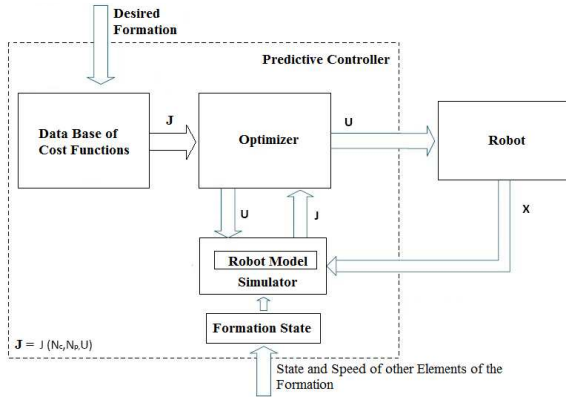 Desired
Formation
Predictive Controller
Data Base of
Cost Functions
J
Optimizer
U
Robot
U
J
X
Robot Model
Simulator
Formation State
J = J (Nc,Np,U)
State and Speed of other Elements of the
Formation